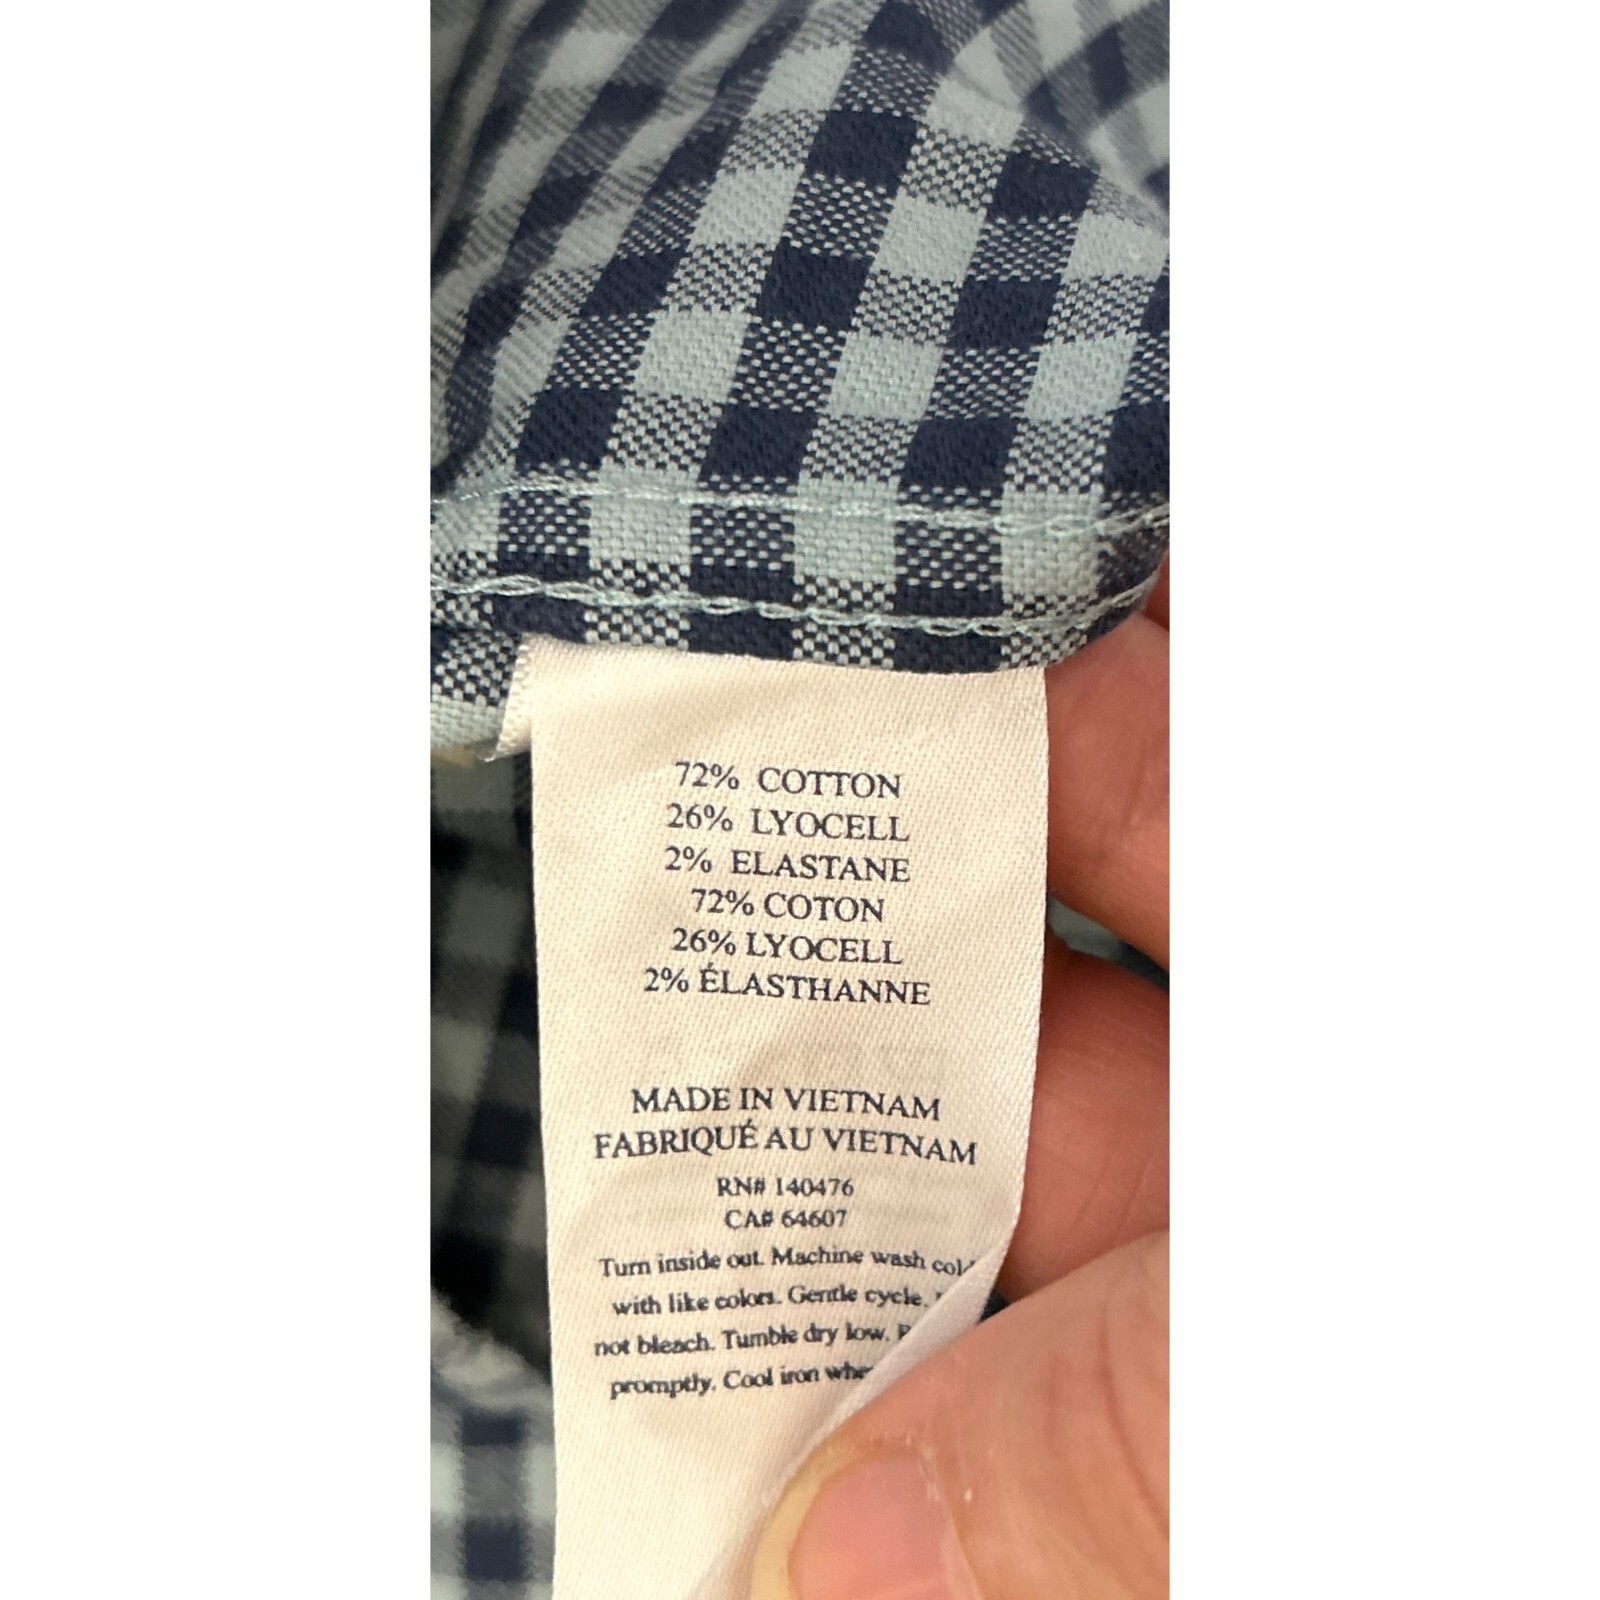 72% COTTON
26% LYOCELL
2% ELASTANE
72% COTON
26% LYOCELL
2% ÉLASTHANNE
MADE IN VIETNAM
FABRIQUÉ AU VIETNAM
RN# 140476
CA# 64607
Turn inside out. Machine wash
with like colors. Gentle cycle.
not bleach. Tumble dry low.
promptly. Cool iron